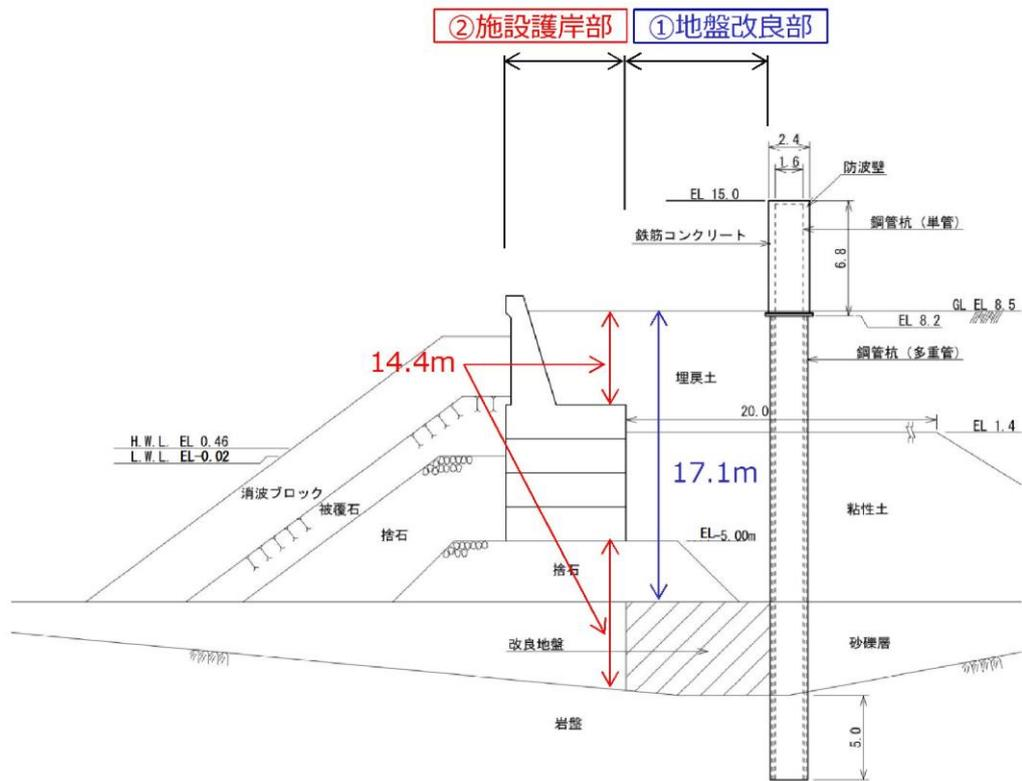 ②施設護岸部
①地盤改良部
2.4
1.6
防波壁
EL 15.0
鋼管杭（単管）
鉄筋コンクリート
6.8
GL EL 8.5
EL 8.2
14.4m
鋼管杭（多重管）
埋戻土
20.0
H.W.L. EL 0.46
EL 1.4
L.W.L. EL-0.02
17.1m
消波ブロック
被覆石
粘性土
捨石
EL-5.00m
捨石
改良地盤
砂礫層
岩盤
5.0